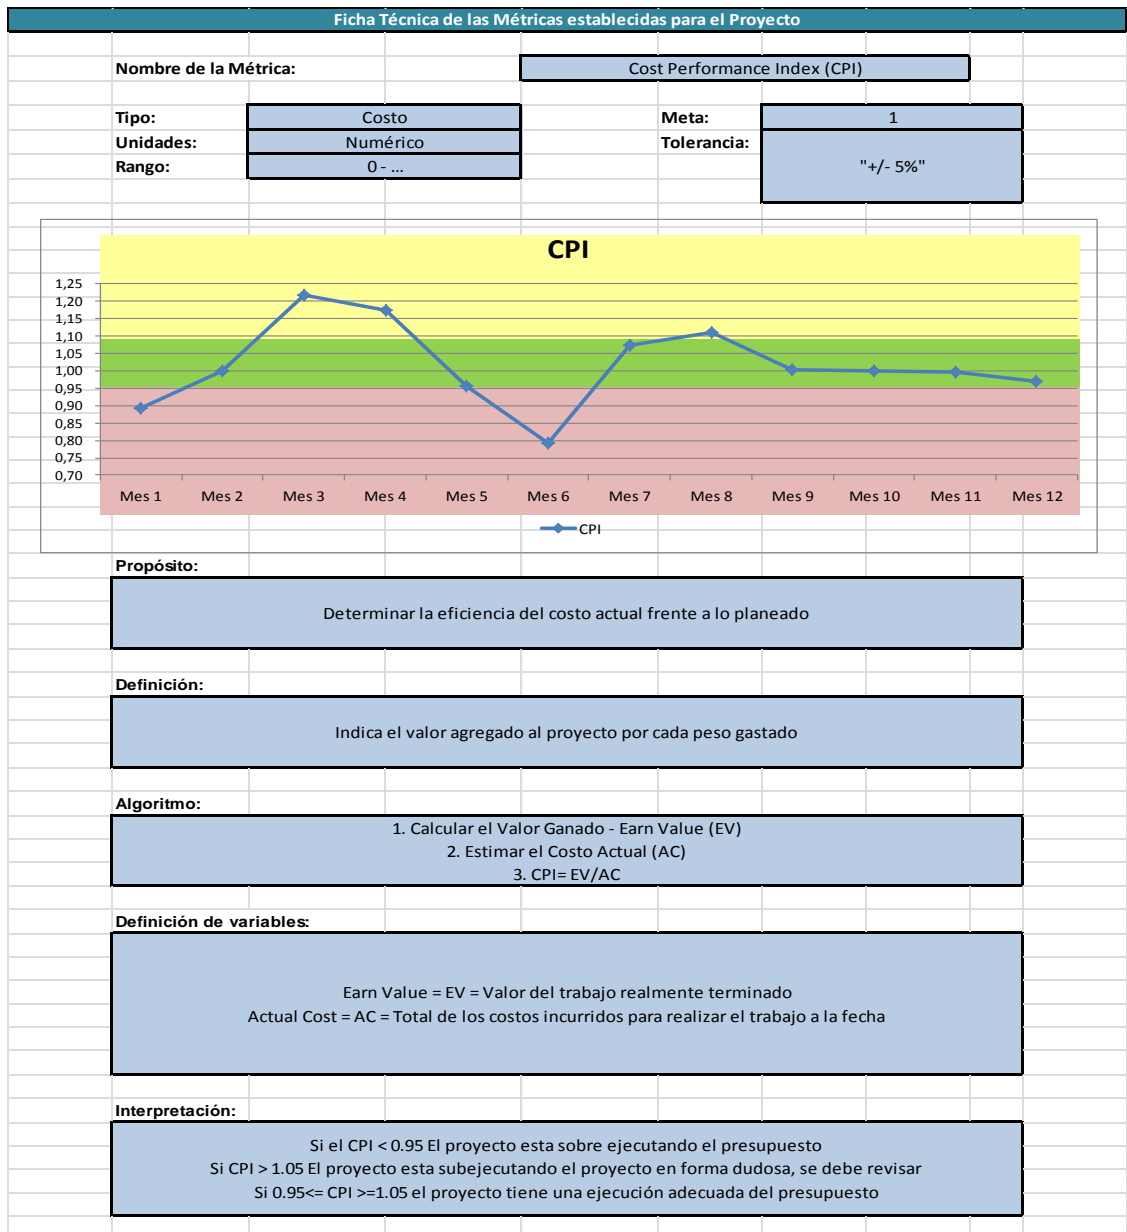 Ficha Técnica de las Métricas establecidas para el Proyecto
Nombre de la Métrica: Cost Performance Index (CPI)
Tipo: Costo Meta: 1
Unidades: Numérico Tolerancia: "+/- 5%"
Rango: 0 - ...
CPI
1,25
1,20
1,15
1,10
1,05
1,00
0,95
0,90
0,85
0,80
0,75
0,70
Mes 1 Mes 2 Mes 3 Mes 4 Mes 5 Mes 6 Mes 7 Mes 8 Mes 9 Mes 10 Mes 11 Mes 12
CPI
Propósito:
Determinar la eficiencia del costo actual frente a lo planeado
Definición:
Indica el valor agregado al proyecto por cada peso gastado
Algoritmo:
1. Calcular el Valor Ganado - Earn Value (EV)
2. Estimar el Costo Actual (AC)
3. CPI= EV/AC
Definición de variables:
Earn Value = EV = Valor del trabajo realmente terminado
Actual Cost = AC = Total de los costos incurridos para realizar el trabajo a la fecha
Interpretación:
Si el CPI < 0.95 El proyecto esta sobre ejecutando el presupuesto
Si CPI > 1.05 El proyecto esta subejecutando el proyecto en forma dudosa, se debe revisar
Si 0.95<= CPI >=1.05 el proyecto tiene una ejecución adecuada del presupuesto